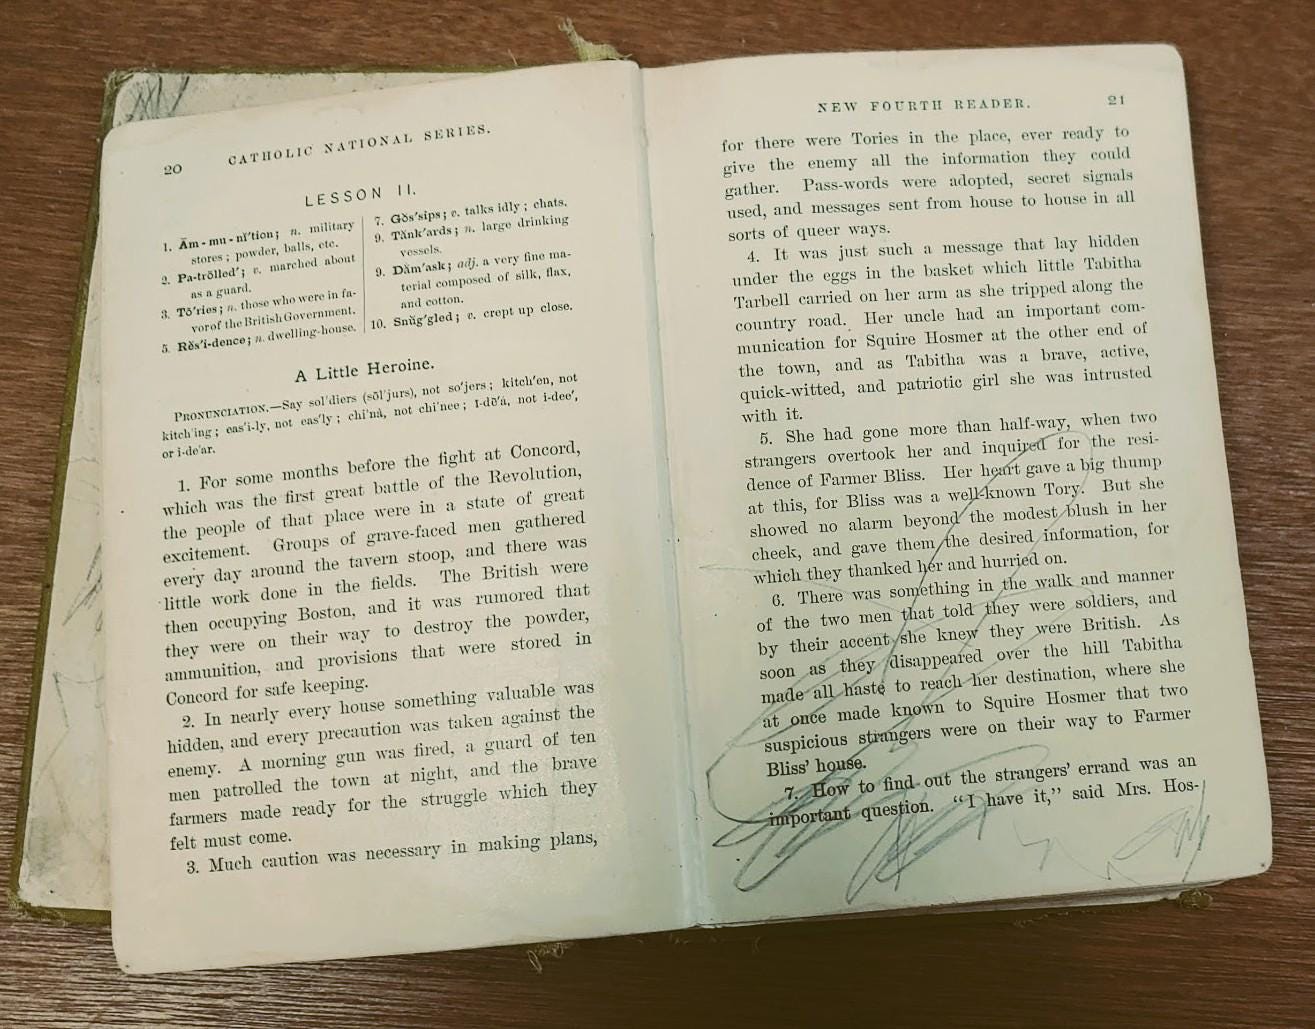 20 CATHOLIC NATIONAL SERIES.
LESSON II.
1. Ăm-mu-nĭ′tion; n. military
stores; powder, balls, etc.
2. Pa-trōlled′; v. marched about
as a guard.
3. Tō′ries; n. those who were in fa-
vor of the British Government.
5. Rĕs′i-dence; n. dwelling-house.
7. Gŏs′sips; v. talks idly; chats.
9. Tănk′ards; n. large drinking
vessels.
9. Dăm′ask; adj. a very fine ma-
terial composed of silk, flax,
and cotton.
10. Snŭg′gled; v. crept up close.
A Little Heroine.
PRONUNCIATION.—Say sol′diers (sōl′jurs), not so′jers; kitch′en, not
kitch′ing; eas′i-ly, not eas′ly; chi′nȧ, not chi′nee; I-dē′ȧ, not i-dee′,
or i-de′ar.
1. For some months before the fight at Concord,
which was the first great battle of the Revolution,
the people of that place were in a state of great
excitement. Groups of grave-faced men gathered
every day around the tavern stoop, and there was
little work done in the fields. The British were
then occupying Boston, and it was rumored that
they were on their way to destroy the powder,
ammunition, and provisions that were stored in
Concord for safe keeping.
2. In nearly every house something valuable was
hidden, and every precaution was taken against the
enemy. A morning gun was fired, a guard of ten
men patrolled the town at night, and the brave
farmers made ready for the struggle which they
felt must come.
3. Much caution was necessary in making plans,
NEW FOURTH READER. 21
for there were Tories in the place, ever ready to
give the enemy all the information they could
gather. Pass-words were adopted, secret signals
used, and messages sent from house to house in all
sorts of queer ways.
4. It was just such a message that lay hidden
under the eggs in the basket which little Tabitha
Tarbell carried on her arm as she tripped along the
country road. Her uncle had an important com-
munication for Squire Hosmer at the other end of
the town, and as Tabitha was a brave, active,
quick-witted, and patriotic girl she was intrusted
with it.
5. She had gone more than half-way, when two
strangers overtook her and inquired for the resi-
dence of Farmer Bliss. Her heart gave a big thump
at this, for Bliss was a well-known Tory. But she
showed no alarm beyond the modest blush in her
cheek, and gave them the desired information, for
which they thanked her and hurried on.
6. There was something in the walk and manner
of the two men that told they were soldiers, and
by their accent she knew they were British. As
soon as they disappeared over the hill Tabitha
made all haste to reach her destination, where she
at once made known to Squire Hosmer that two
suspicious strangers were on their way to Farmer
Bliss' house.
7. How to find out the strangers' errand was an
important question. “I have it,” said Mrs. Hos-